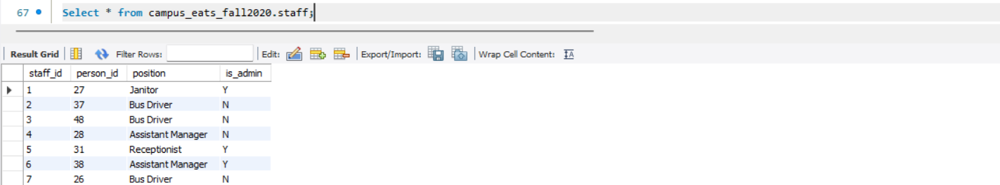 67 Select * from campus_eats_fall2020.staff;
Result Grid Filter Rows: Edit: Export/Import: Wrap Cell Content: IA
staff_id person_id position is_admin
1 27 Janitor Y
2 37 Bus Driver N
3 48 Bus Driver N
4 28 Assistant Manager N
5 31 Receptionist Y
6 38 Assistant Manager Y
7 26 Bus Driver N